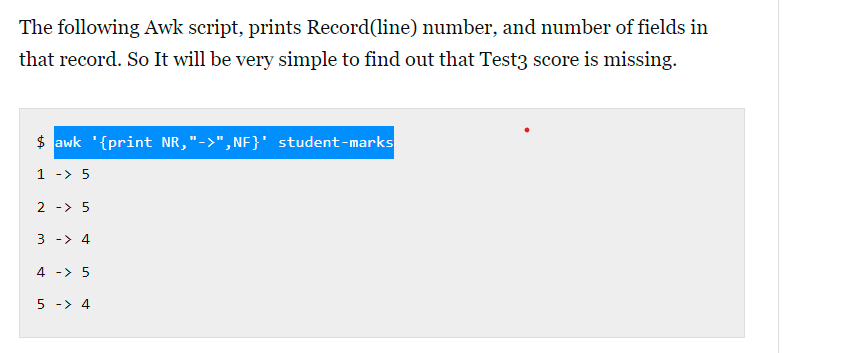 The following Awk script, prints Record(line) number, and number of fields in
that record. So It will be very simple to find out that Test3 score is missing.
$ awk '{print NR,"->",NF}' student-marks
1 -> 5
2 -> 5
3 -> 4
4 -> 5
5 -> 4